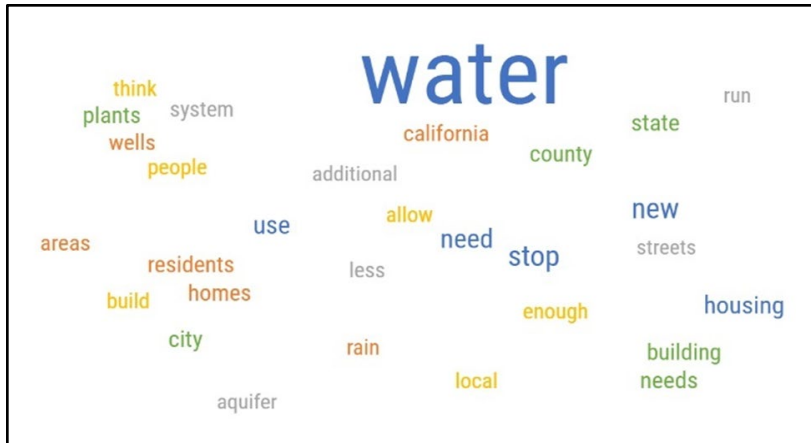 water
think
run
plants
system
state
california
wells
county
people
additional
new
allow
use
need
areas
streets
stop
residents
less
homes
build
housing
enough
city
rain
building
local
needs
aquifer